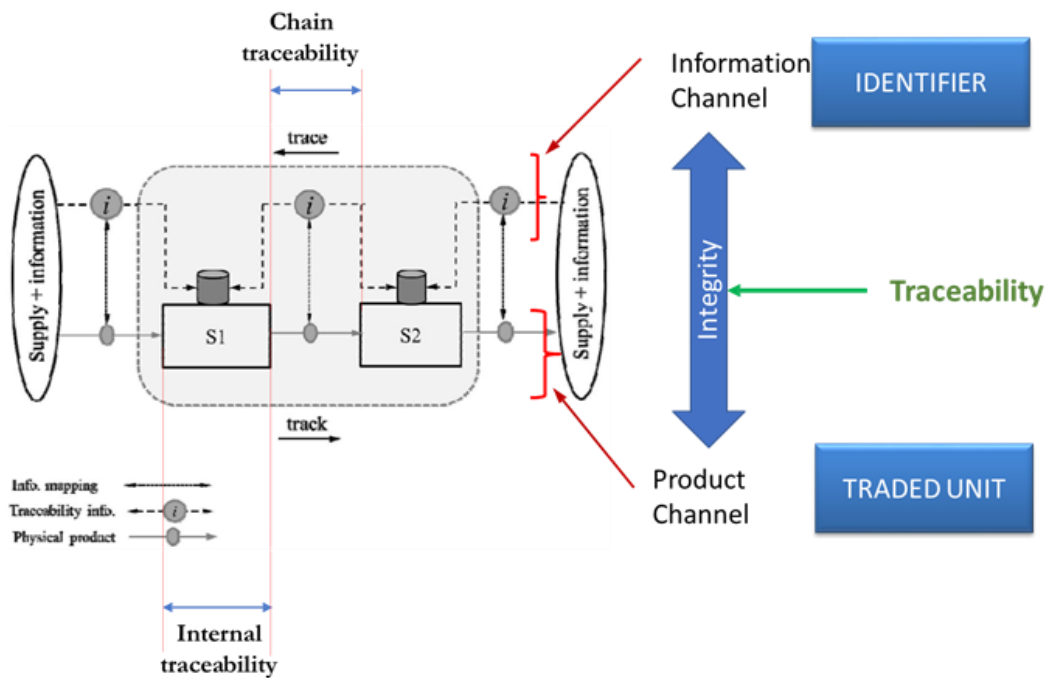 Chain
traceability
trace
Supply + information
i
i
i
S1
S2
Supply + information
track
Info. mapping
Traceability info.
i
Physical product
Internal
traceability
Information
Channel
IDENTIFIER
Integrity
Traceability
Product
Channel
TRADED UNIT